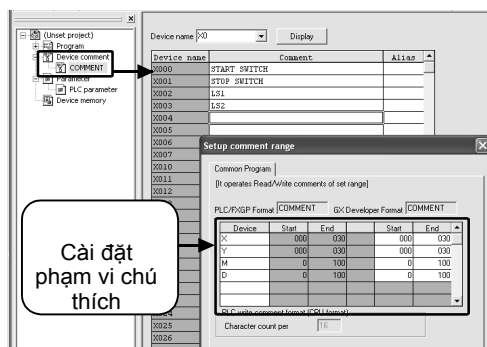 (Unset project)
Program
Device comment
COMMENT
Parameter
PLC parameter
Device memory
Device name X0 Display
Device name Comment Alias
X000 START SWITCH
X001 STOP SWITCH
X002 LS1
X003 LS2
X004
X005
X006
X007
X010
X011
X012
X025
X026
Setup comment range
Common Program
[It operates Read/Write comments of set range]
PLC/FXGP Format COMMENT GX Developer Format COMMENT
Device Start End Start End
X 000 030 000 030
Y 000 030 000 030
M 0 100 0 100
D 0 100 0 100
PLC write comment format (CPU format)
Character count per 16
Cài đặt
phạm vi chú
thích